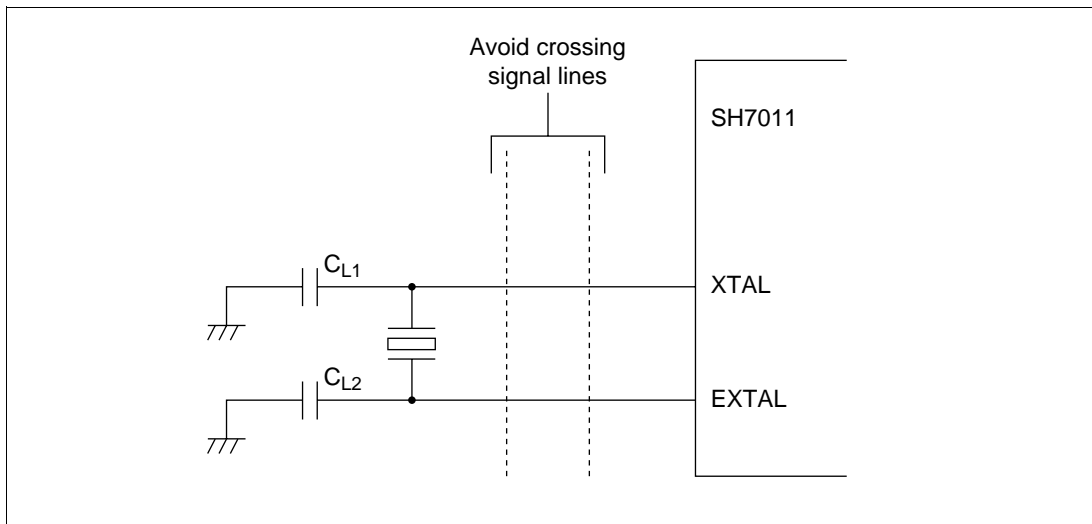 Avoid crossing
signal lines
SH7011
CL1
XTAL
CL2
EXTAL